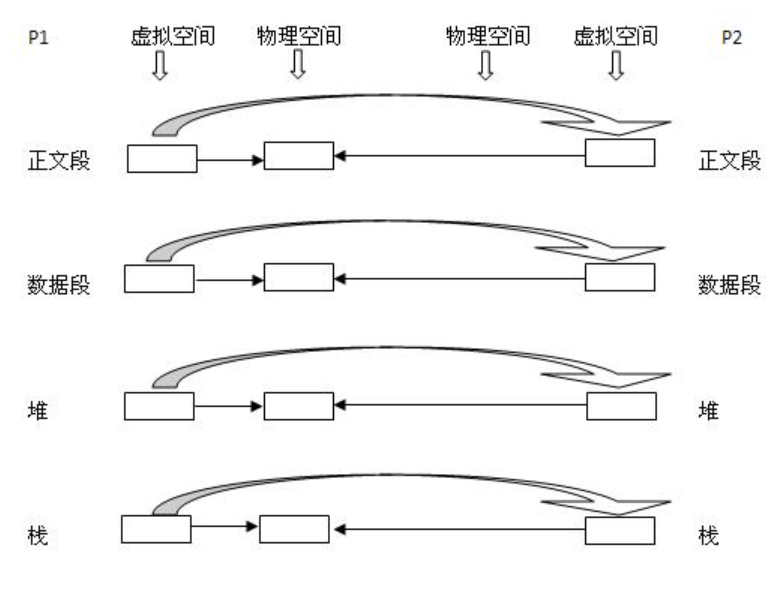 P1 虚拟空间 物理空间 物理空间 虚拟空间 P2
正文段 正文段
数据段 数据段
堆 堆
栈 栈